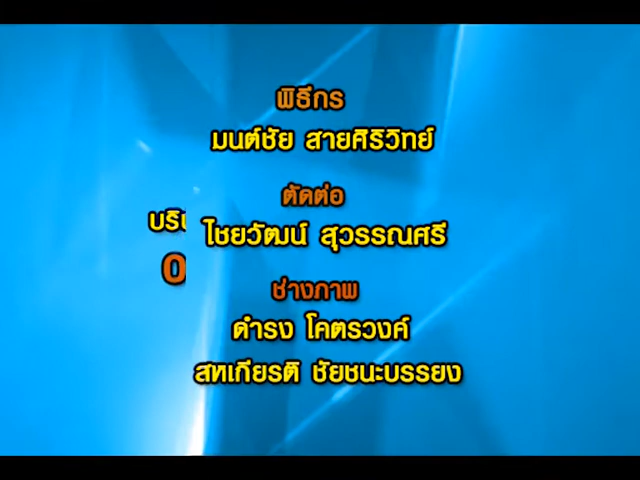 พิธีกร
มนต์ชัย สายศิริวิทย์
ตัดต่อ
ไชยวัฒน์ สุวรรณศรี
ช่างภาพ
ดำรง โคตรวงค์
สหเกียรติ ชัยชนะบรรยง